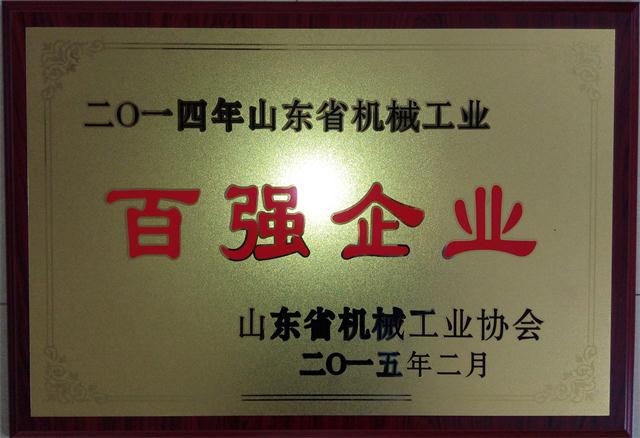 二〇一四年山东省机械工业
百强企业
山东省机械工业协会
二〇一五年二月